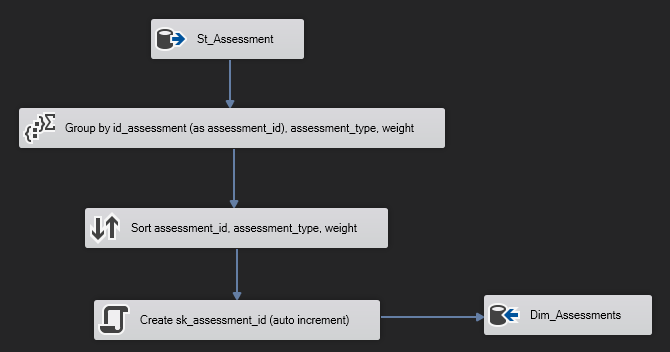 St_Assessment
Group by id_assessment (as assessment_id), assessment_type, weight
Sort assessment_id, assessment_type, weight
Create sk_assessment_id (auto increment)
Dim_Assessments